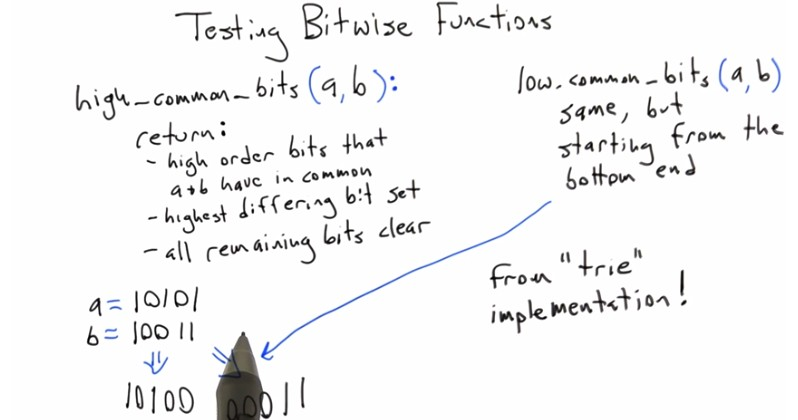 Testing Bitwise Functions
high_common_bits (a, b):
return:
- high order bits that
a+b have in common
- highest differing bit set
- all remaining bits clear
a = 10101
b = 10011
10100 00011
low_common_bits (a, b)
same, but
starting from the
bottom end
from "trie"
implementation!